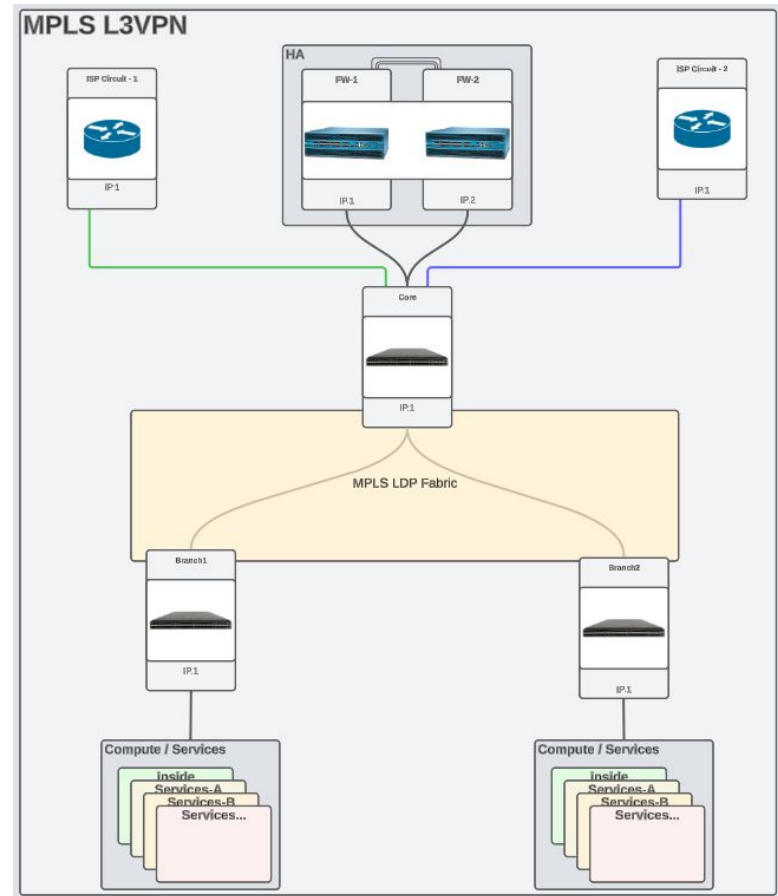 MPLS L3VPN
ISP Circuit - 1
IP.1
HA
FW-1
FW-2
IP.1
IP.2
ISP Circuit - 2
IP.1
Core
IP.1
MPLS LDP Fabric
Branch1
IP.1
Branch2
IP.1
Compute / Services
inside
Services-A
Services-B
Services...
Compute / Services
inside
Services-A
Services-B
Services...